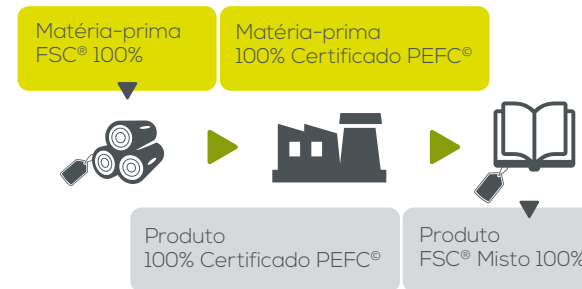 Matéria-prima
FSC® 100%
Matéria-prima
100% Certificado PEFC©
Produto
100% Certificado PEFC©
Produto
FSC® Misto 100%